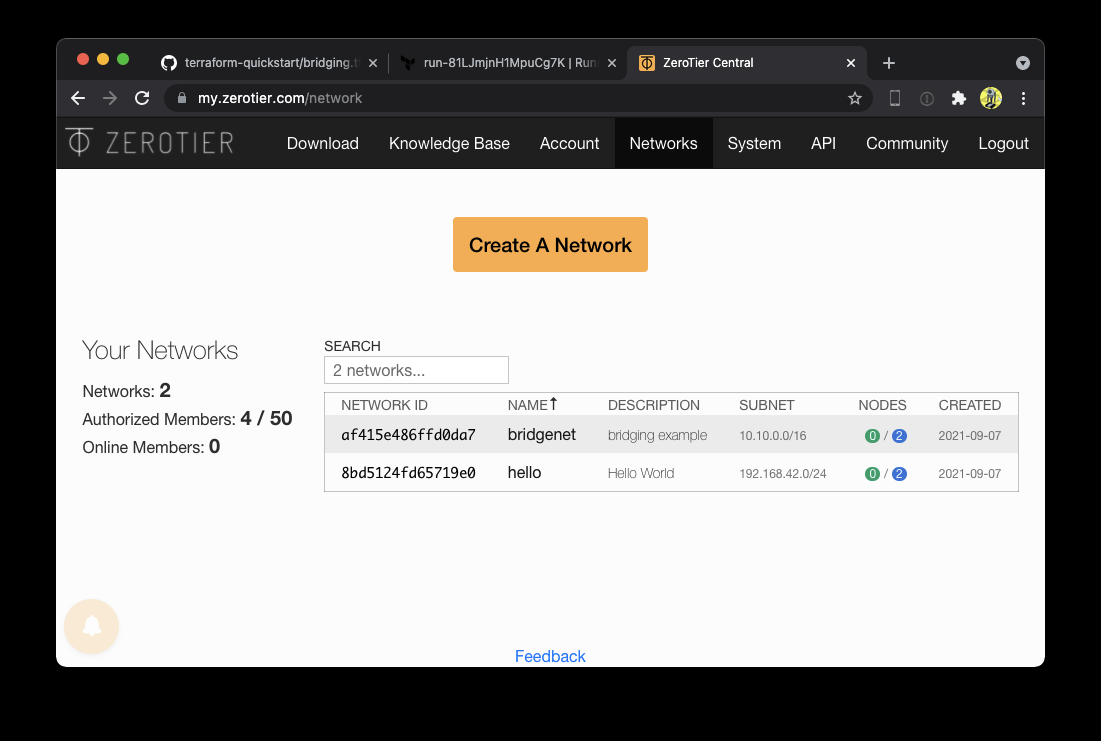 terraform-quickstart/bridging.t
run-81LJmjnH1MpuCg7K | Run
ZeroTier Central
my.zerotier.com/network
ZEROTIER Download Knowledge Base Account Networks System API Community Logout
Create A Network
Your Networks
Networks: 2
Authorized Members: 4 / 50
Online Members: 0
SEARCH
2 networks...
NETWORK ID NAME↑ DESCRIPTION SUBNET NODES CREATED
af415e486ffd0da7 bridgenet bridging example 10.10.0.0/16 0 / 2 2021-09-07
8bd5124fd65719e0 hello Hello World 192.168.42.0/24 0 / 2 2021-09-07
Feedback